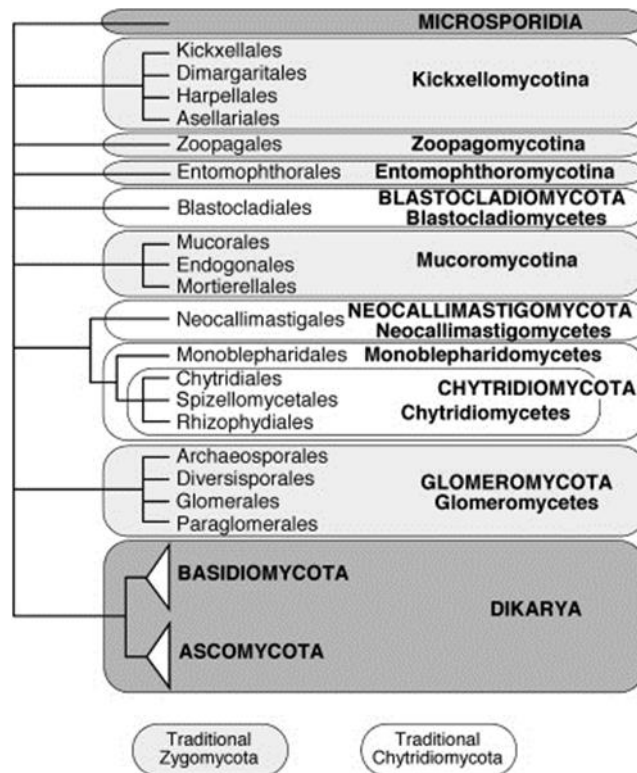 MICROSPORIDIA
Kickxellales
Dimargaritales
Harpellales
Asellariales
Kickxellomycotina
Zoopagales Zoopagomycotina
Entomophthorales Entomophthoromycotina
Blastocladiales BLASTOCLADIOMYCOTA
Blastocladiomycetes
Mucorales
Endogonales
Mortierellales
Mucoromycotina
Neocallimastigales NEOCALLIMASTIGOMYCOTA
Neocallimastigomycetes
Monoblepharidales Monoblepharidomycetes
Chytridiales
Spizellomycetales
Rhizophydiales
CHYTRIDIOMYCOTA
Chytridiomycetes
Archaeosporales
Diversisporales
Glomerales
Paraglomerales
GLOMEROMYCOTA
Glomeromycetes
BASIDIOMYCOTA
ASCOMYCOTA
DIKARYA
Traditional
Zygomycota
Traditional
Chytridiomycota